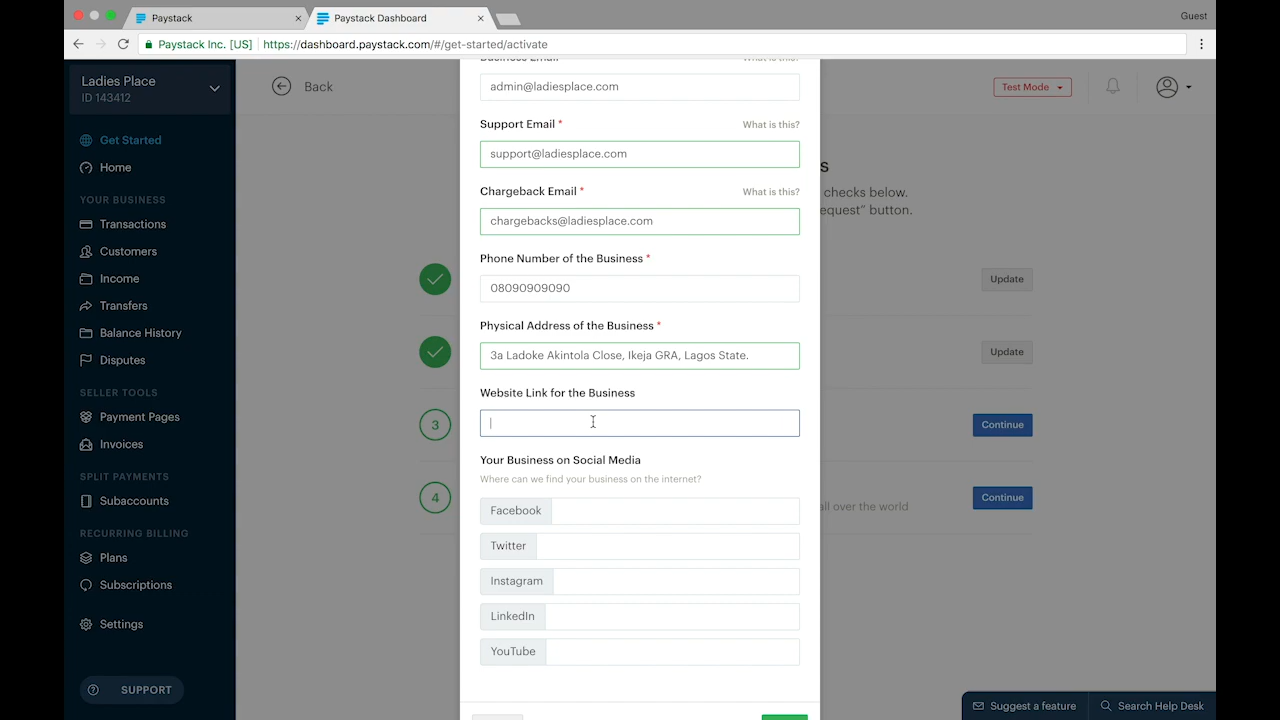 Paystack
Paystack Dashboard
Guest
Paystack Inc. [US]
https://dashboard.paystack.com/#/get-started/activate
Ladies Place
ID 143412
Get Started
Home
YOUR BUSINESS
Transactions
Customers
Income
Transfers
Balance History
Disputes
SELLER TOOLS
Payment Pages
Invoices
SPLIT PAYMENTS
Subaccounts
RECURRING BILLING
Plans
Subscriptions
Settings
SUPPORT
Back
Test Mode
Business Email
What is this?
admin@ladiesplace.com
Support Email *
What is this?
support@ladiesplace.com
Chargeback Email *
What is this?
chargebacks@ladiesplace.com
Phone Number of the Business *
08090909090
Physical Address of the Business *
3a Ladoke Akintola Close, Ikeja GRA, Lagos State.
Website Link for the Business
Your Business on Social Media
Where can we find your business on the internet?
Facebook
Twitter
Instagram
LinkedIn
YouTube
s
checks below.
equest” button.
Update
Update
3
Continue
4
all over the world
Continue
Suggest a feature
Search Help Desk